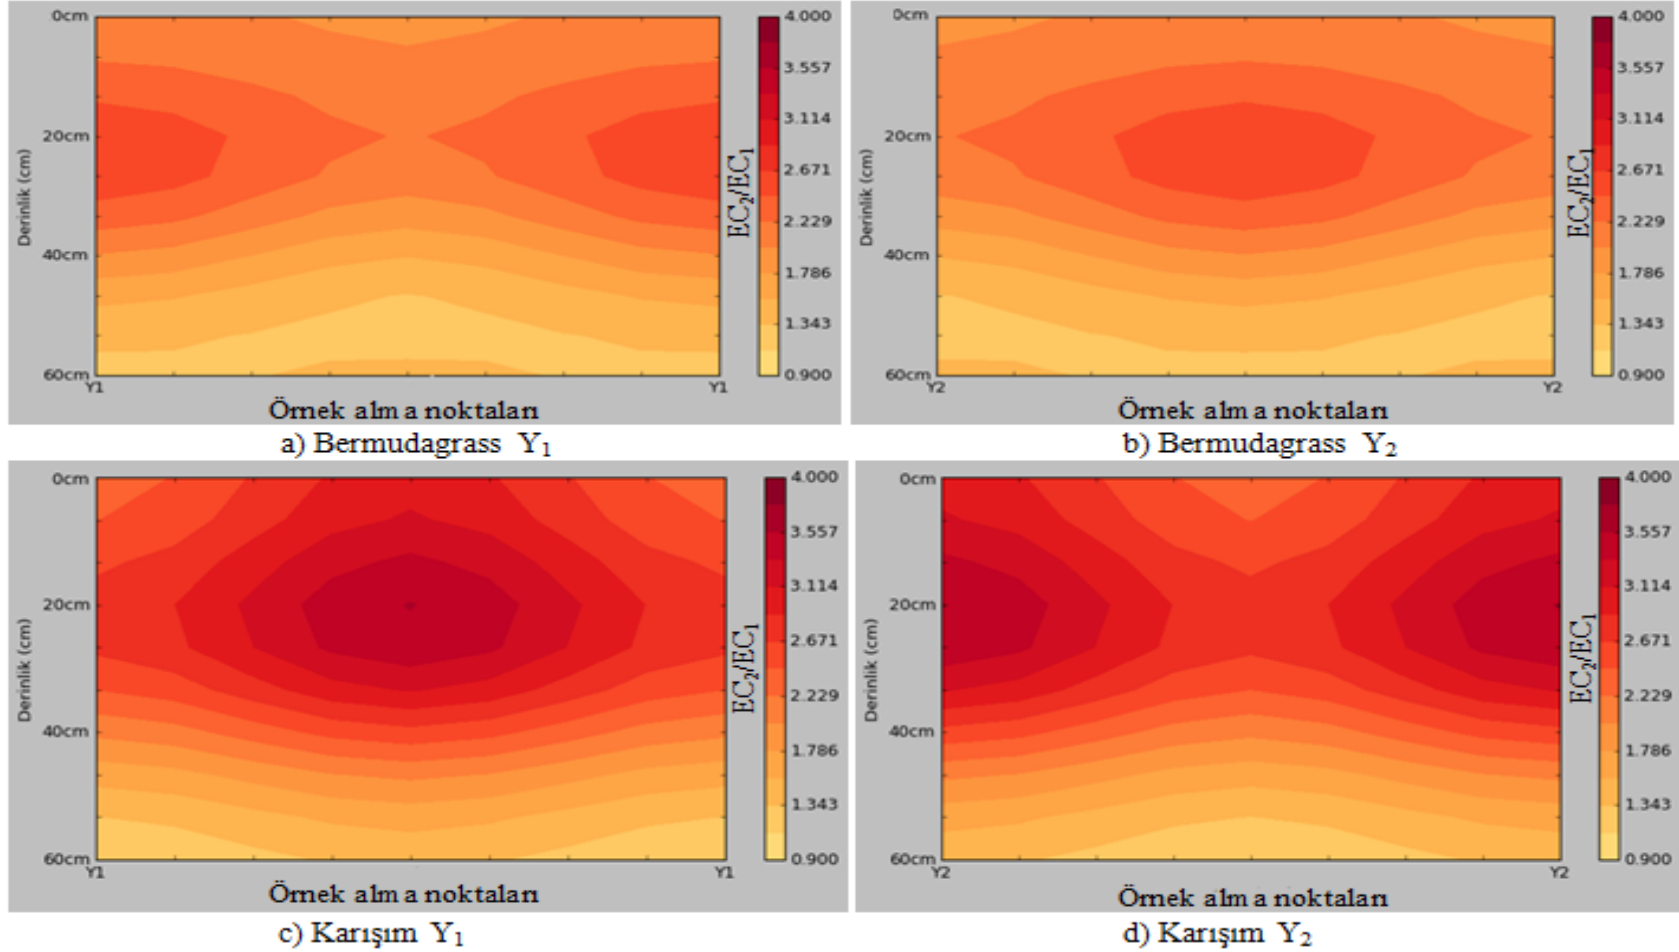 0cm
20cm
40cm
60cm
Derinlik (cm)
Y1
Y1
Örnek alma noktaları
EC₂/EC₁
4.000
3.557
3.114
2.671
2.229
1.786
1.343
0.900
a) Bermudagrass Y₁
0cm
20cm
40cm
60cm
Derinlik (cm)
Y2
Y2
Örnek alma noktaları
EC₂/EC₁
4.000
3.557
3.114
2.671
2.229
1.786
1.343
0.900
b) Bermudagrass Y₂
0cm
20cm
40cm
60cm
Derinlik (cm)
Y1
Y1
Örnek alma noktaları
EC₂/EC₁
4.000
3.557
3.114
2.671
2.229
1.786
1.343
0.900
c) Karışım Y₁
0cm
20cm
40cm
60cm
Derinlik (cm)
Y2
Y2
Örnek alma noktaları
EC₂/EC₁
4.000
3.557
3.114
2.671
2.229
1.786
1.343
0.900
d) Karışım Y₂